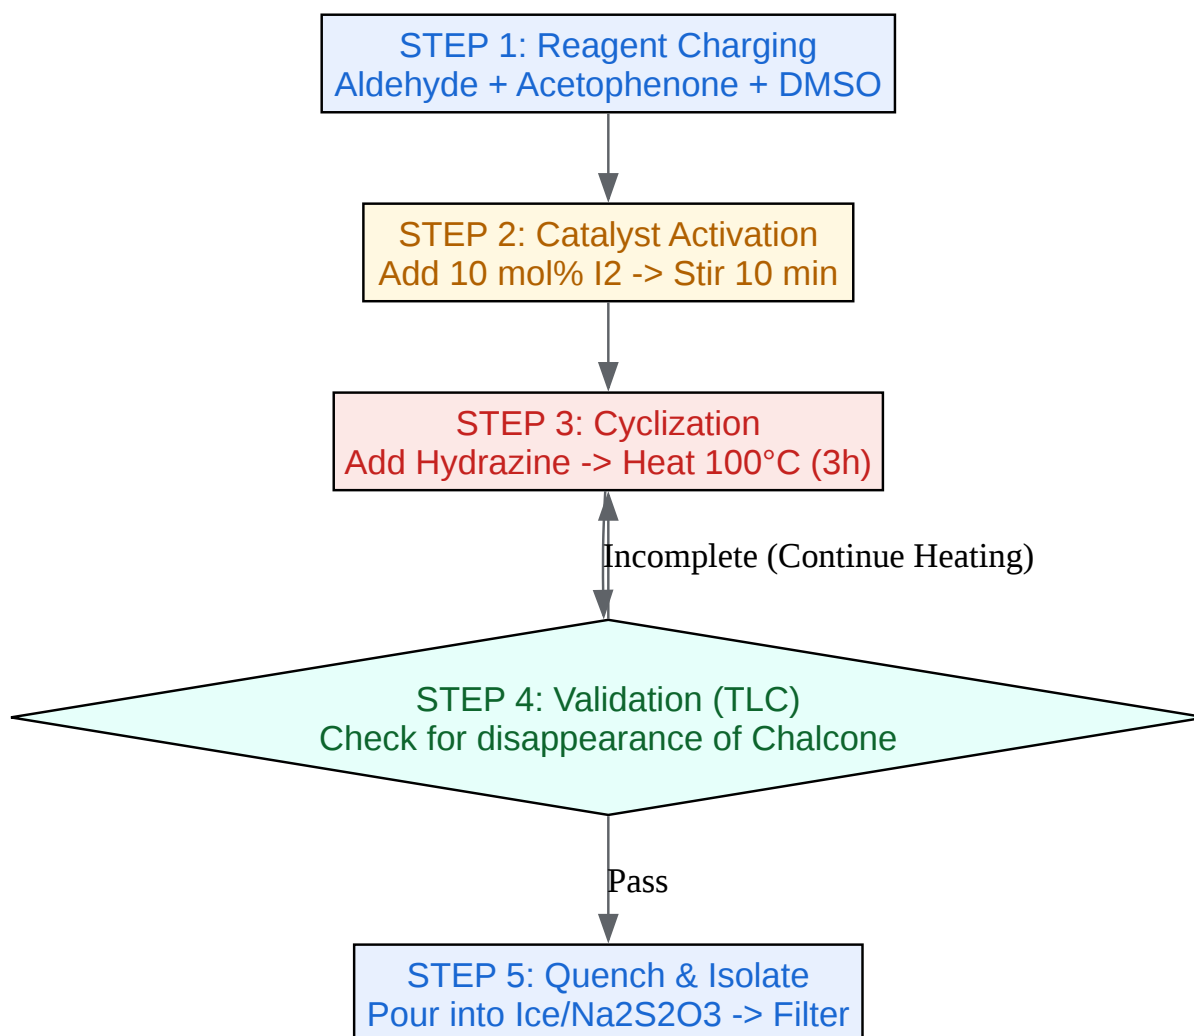 STEP 1: Reagent Charging
Aldehyde + Acetophenone + DMSO
STEP 2: Catalyst Activation
Add 10 mol% I2 -> Stir 10 min
STEP 3: Cyclization
Add Hydrazine -> Heat 100°C (3h)
Incomplete (Continue Heating)
STEP 4: Validation (TLC)
Check for disappearance of Chalcone
Pass
STEP 5: Quench & Isolate
Pour into Ice/Na2S2O3 -> Filter